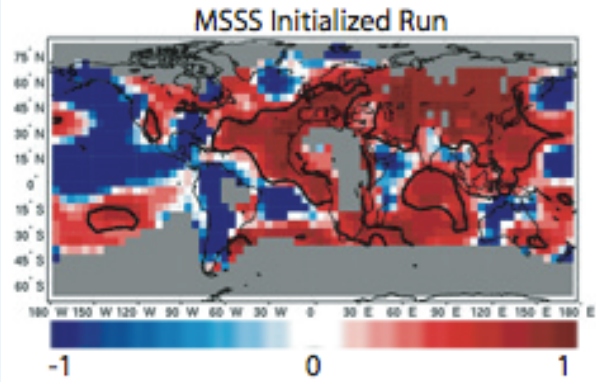 MSSS Initialized Run
75° N
60° N
45° N
30° N
15° N
0°
15° S
30° S
45° S
60° S
180 W 150 W 120 W 90 W 60 W 30 W 0 30 E 60 E 90 E 120 E 150 E 180 E
-1 0 1